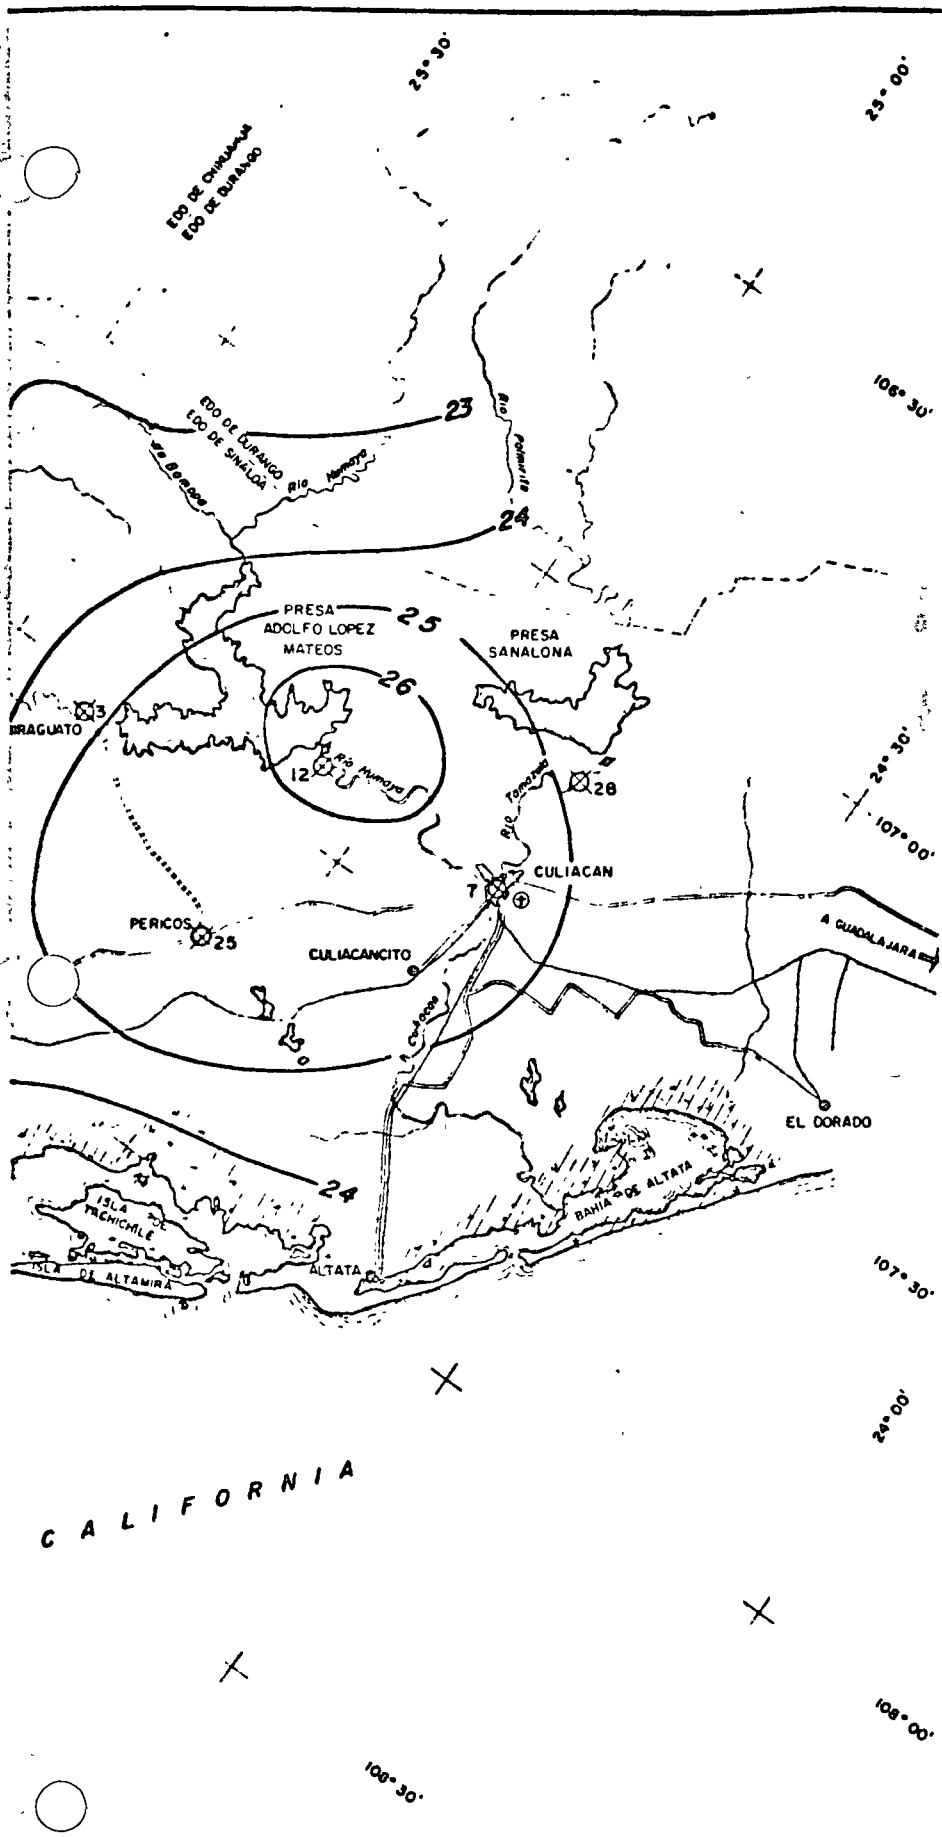 25° 30'
25° 00'
EDO DE CHIHUAHUA
EDO DE DURANGO
106° 30'
23
EDO DE DURANGO
EDO DE SINALOA
Rio Humaya
Rio
24
PRESA
ADOLFO LOPEZ
MATEOS
25
PRESA
SANALONA
26
3
12
Rio Humaya
Rio Tamazula
28
24° 30'
107° 00'
7
CULIACAN
PERICOS
25
CULIACANCITO
A GUADALAJARA
R Culiacan
EL DORADO
24
ISLA DE
TACHICHILE
BAHIA DE ALTATA
ISLA DE ALTAMIRA
ALTATA
107° 30'
24° 00'
CALIFORNIA
108° 00'
108° 30'